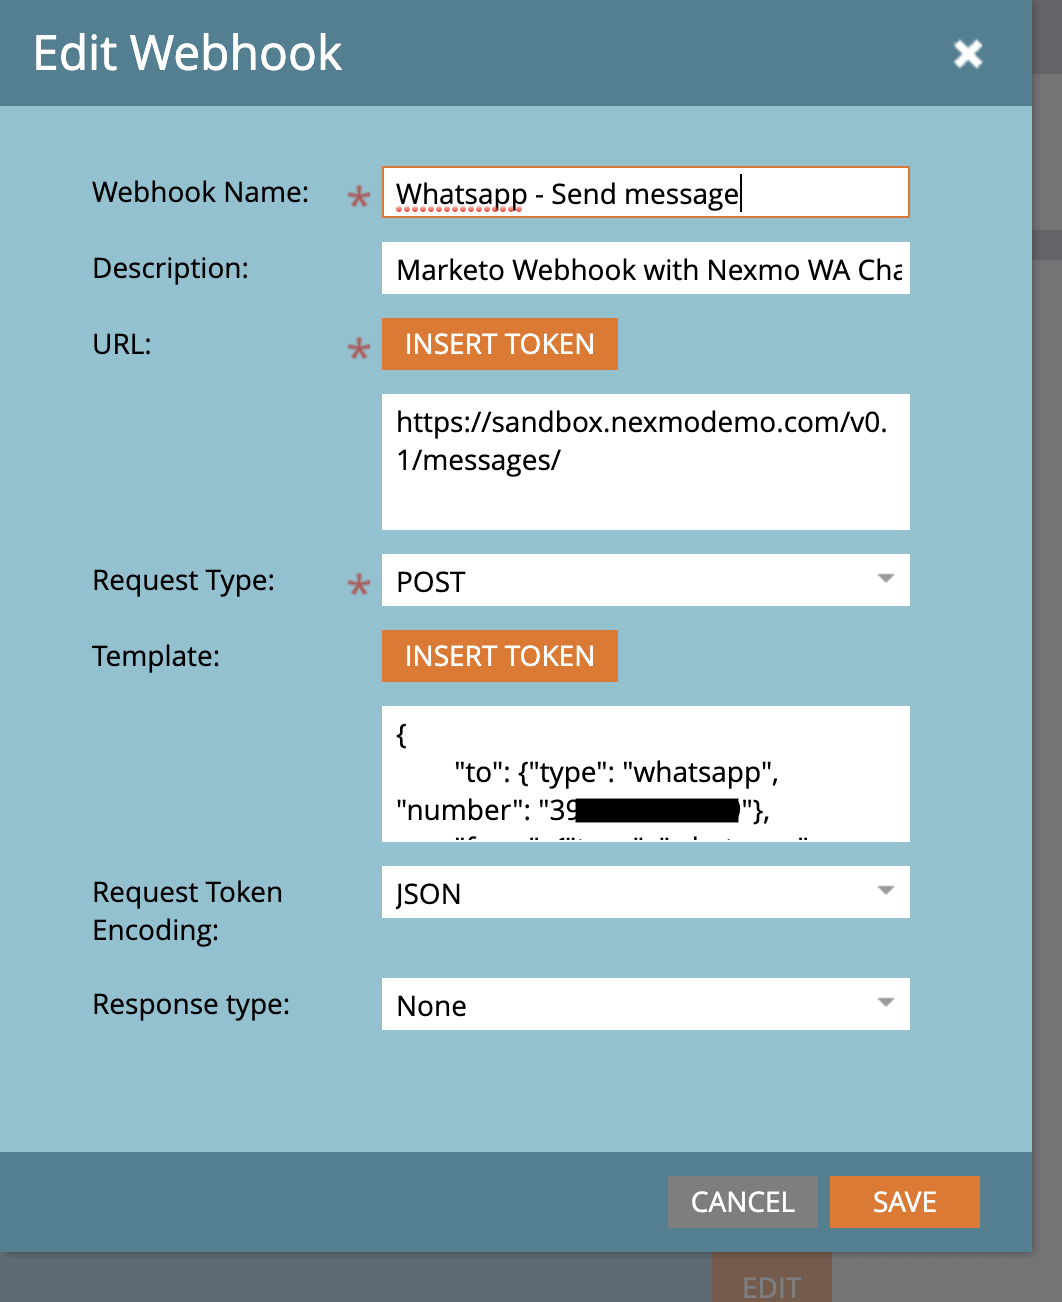 Edit Webhook
Webhook Name: * Whatsapp - Send message
Description: Marketo Webhook with Nexmo WA Cha
URL: * INSERT TOKEN
https://sandbox.nexmodemo.com/v0.
1/messages/
Request Type: * POST
Template: INSERT TOKEN
{
"to": {"type": "whatsapp",
"number": "39 "},
Request Token
Encoding:
JSON
Response type: None
CANCEL SAVE
EDIT